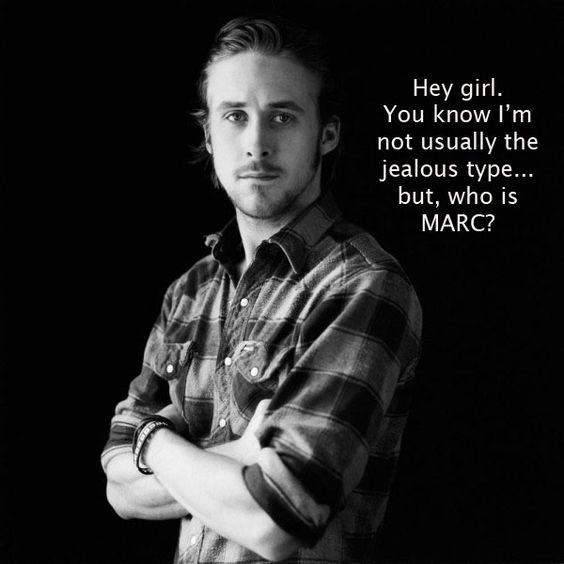 Hey girl.
You know I'm
not usually the
jealous type...
but, who is
MARC?